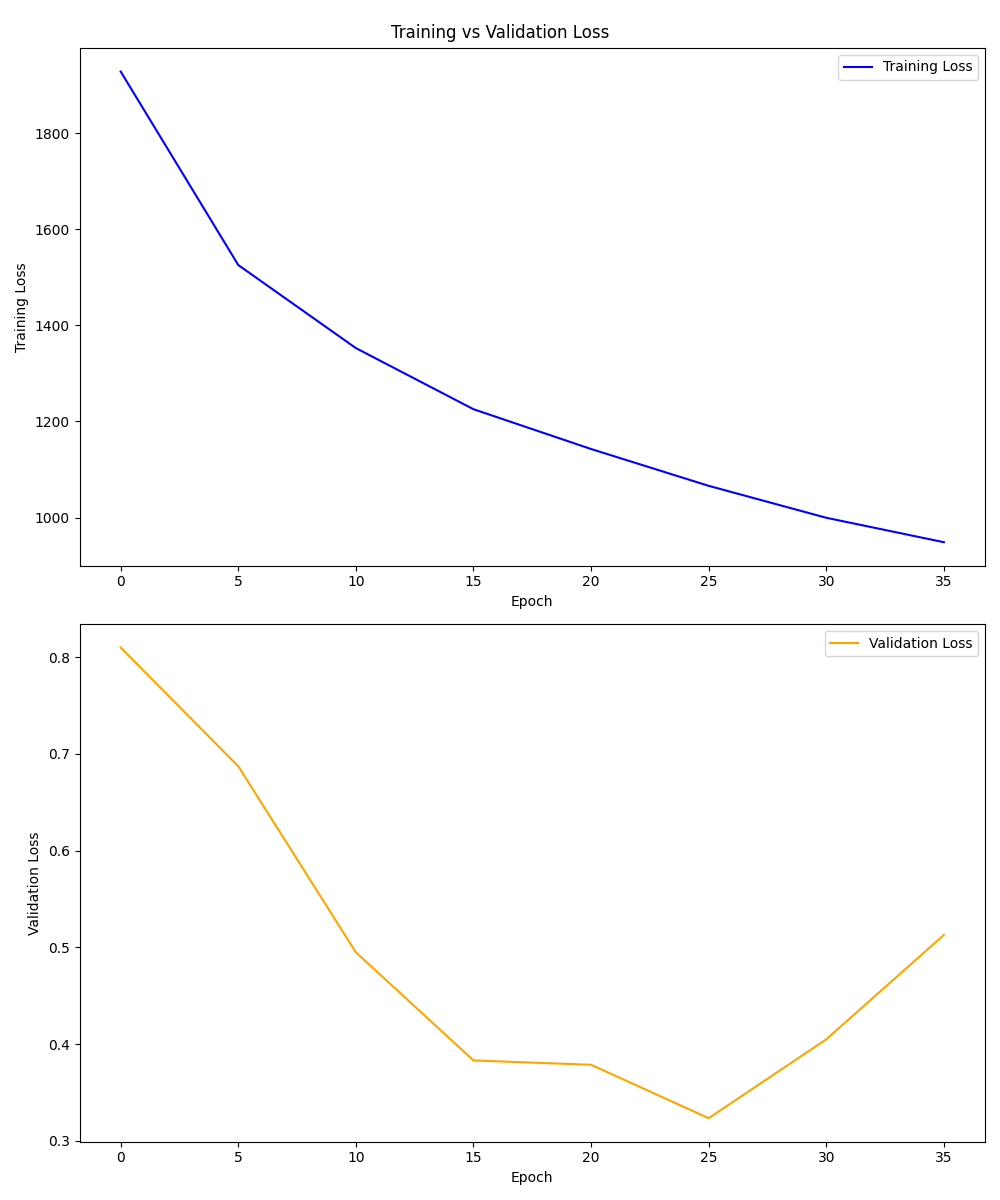 Training vs Validation Loss
Training Loss
1800
1600
1400
1200
1000
Training Loss
0 5 10 15 20 25 30 35
Epoch
Validation Loss
0.8
0.7
0.6
0.5
0.4
0.3
Validation Loss
0 5 10 15 20 25 30 35
Epoch